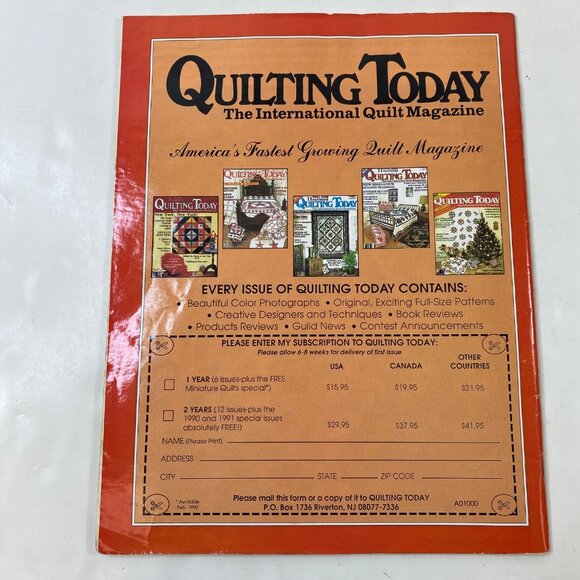 QUILTING TODAY
The International Quilt Magazine
America's Fastest Growing Quilt Magazine
QUILTING TODAY
QUILTING TODAY
QUILTING TODAY
QUILTING TODAY
QUILTING TODAY
EVERY ISSUE OF QUILTING TODAY CONTAINS:
• Beautiful Color Photographs • Original, Exciting Full-Size Patterns
• Creative Designers and Techniques • Book Reviews
• Products Reviews • Guild News • Contest Announcements
PLEASE ENTER MY SUBSCRIPTION TO QUILTING TODAY:
Please allow 6-8 weeks for delivery of first issue
USA CANADA OTHER COUNTRIES
1 YEAR (6 issues-plus the FREE
Miniature Quilts special*) $15.95 $19.95 $21.95
2 YEARS (12 issues-plus the
1990 and 1991 special issues
absolutely FREE!) $29.95 $37.95 $41.95
NAME (Please Print)
ADDRESS
CITY STATE ZIP CODE
* Available
Feb. 1990
Please mail this form or a copy of it to QUILTING TODAY
P.O. Box 1736 Riverton, NJ 08077-7336
AG1000